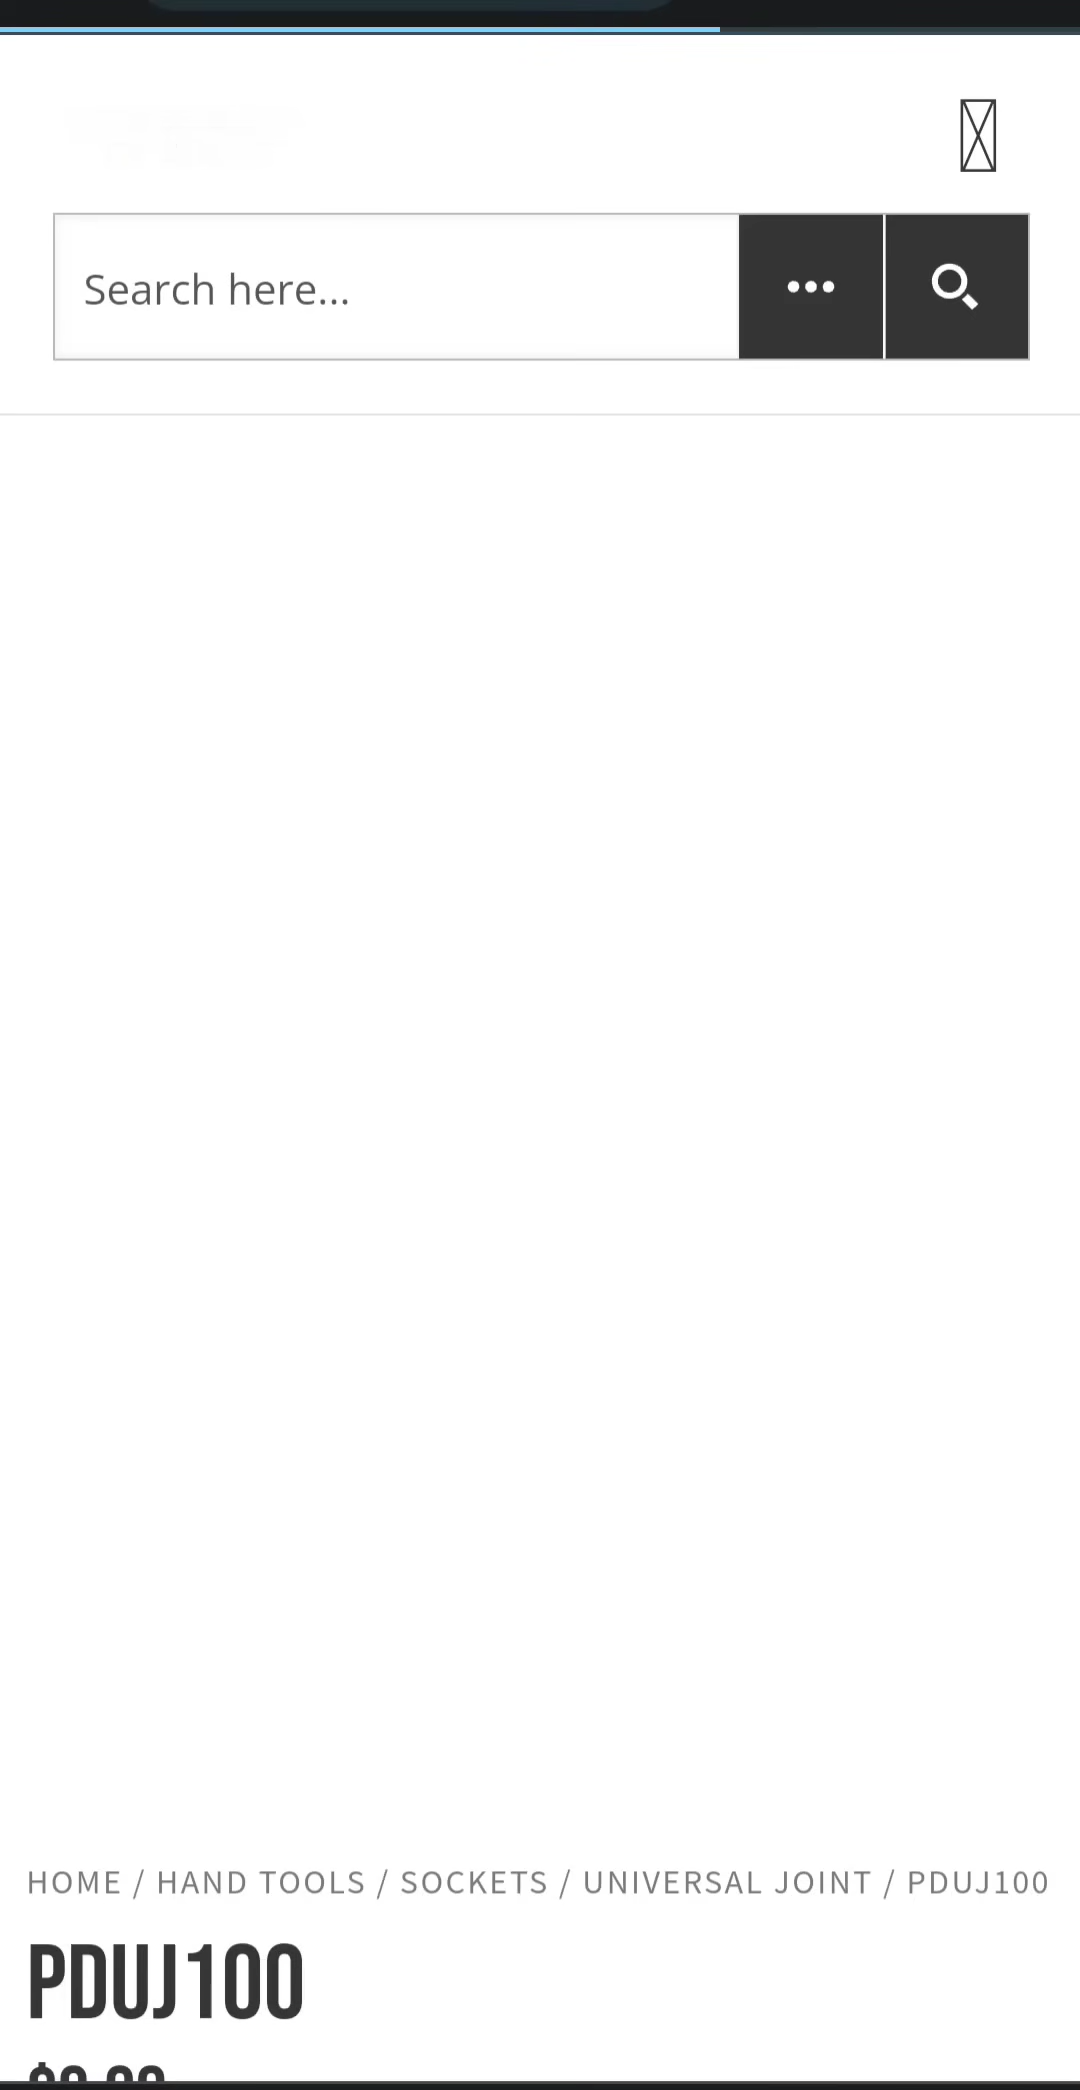 Search here...
HOME / HAND TOOLS / SOCKETS / UNIVERSAL JOINT / PDUJ100
PDUJ100